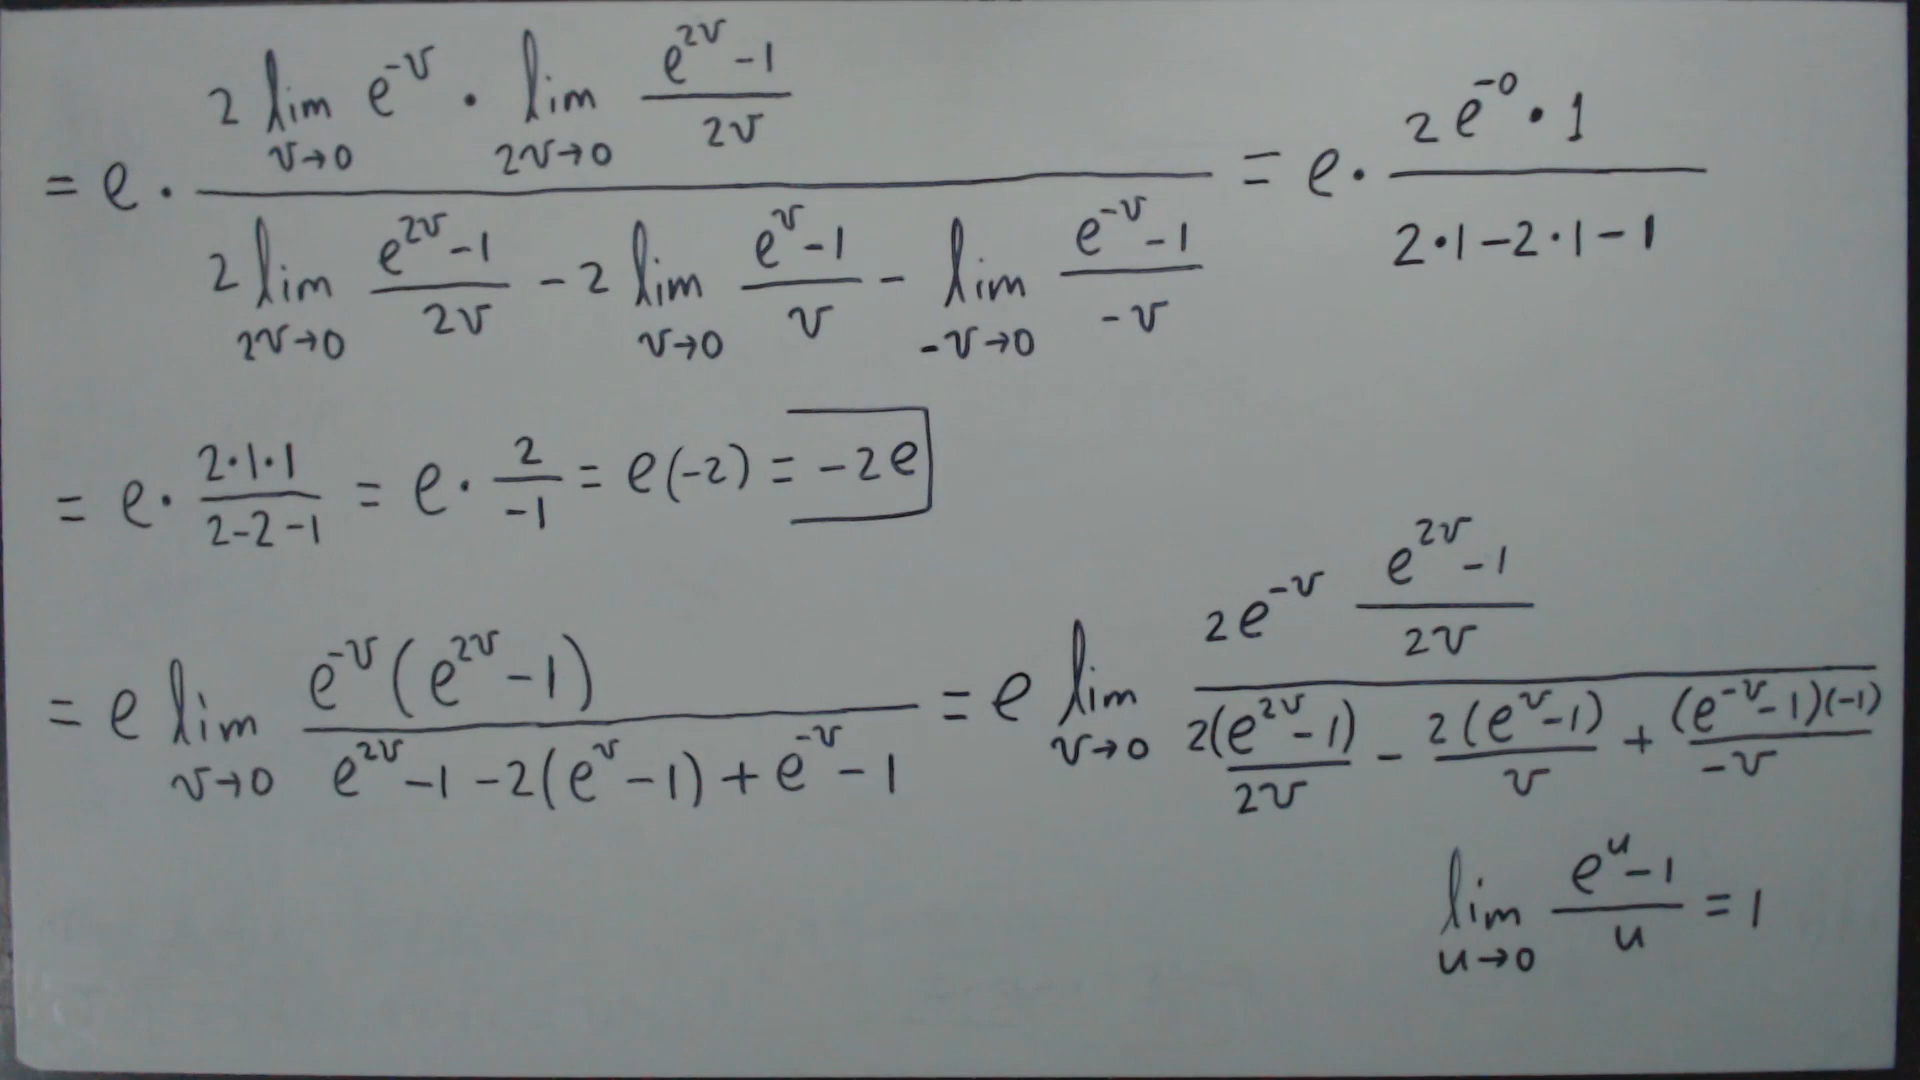 = e · (2 lim_{v→0} e^{-v} · lim_{2v→0} (e^{2v} - 1)/(2v)) / (2 lim_{2v→0} (e^{2v} - 1)/(2v) - 2 lim_{v→0} (e^{v} - 1)/v - lim_{-v→0} (e^{-v} - 1)/(-v)) = e · (2e^{-0} · 1)/(2·1 - 2·1 - 1)
= e · (2·1·1)/(2-2-1) = e · 2/(-1) = e(-2) = -2e
= e lim_{v→0} (e^{-v}(e^{2v} - 1))/(e^{2v} - 1 - 2(e^{v} - 1) + e^{-v} - 1) = e lim_{v→0} (2e^{-v} (e^{2v} - 1)/(2v)) / (2(e^{2v} - 1)/(2v) - 2(e^{v} - 1)/v + (e^{-v} - 1)(-1)/(-v))
lim_{u→0} (e^{u} - 1)/u = 1